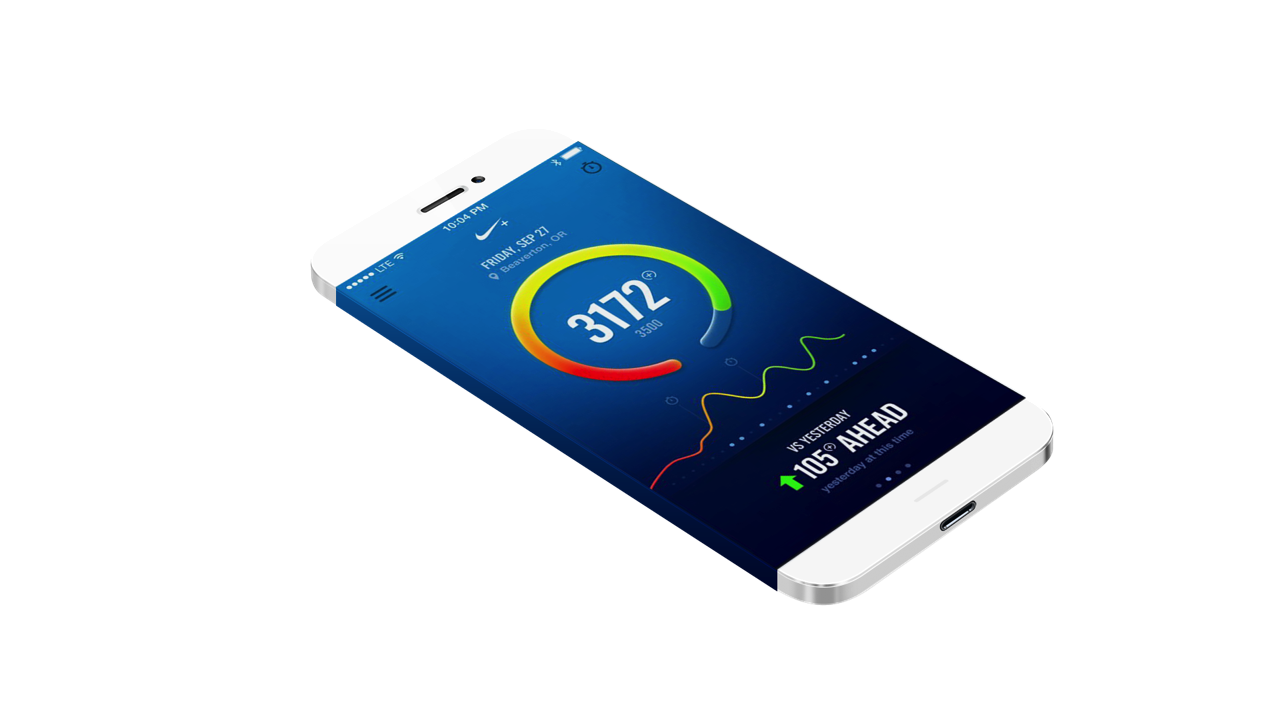 LTE
10:04 PM
FRIDAY, SEP 27
Beaverton, OR
3172
3500
VS YESTERDAY
105 AHEAD
yesterday at this time